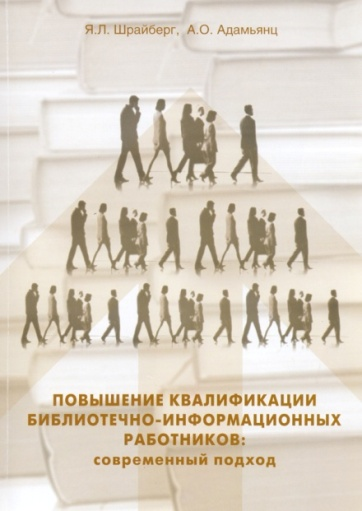 Я.Л. Шрайберг, А.О. Адамьянц
ПОВЫШЕНИЕ КВАЛИФИКАЦИИ
БИБЛИОТЕЧНО-ИНФОРМАЦИОННЫХ
РАБОТНИКОВ:
современный подход